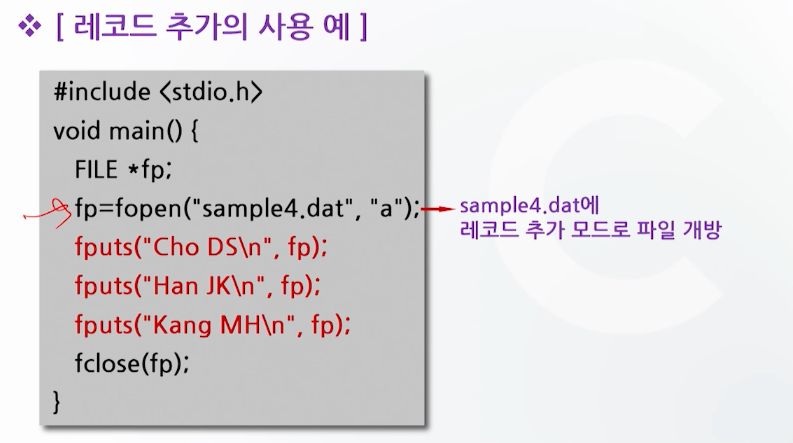 ❖ [ 레코드 추가의 사용 예 ]
#include <stdio.h>
void main() {
FILE *fp;
fp=fopen("sample4.dat", "a");
sample4.dat에
레코드 추가 모드로 파일 개방
fputs("Cho DS\n", fp);
fputs("Han JK\n", fp);
fputs("Kang MH\n", fp);
fclose(fp);
}